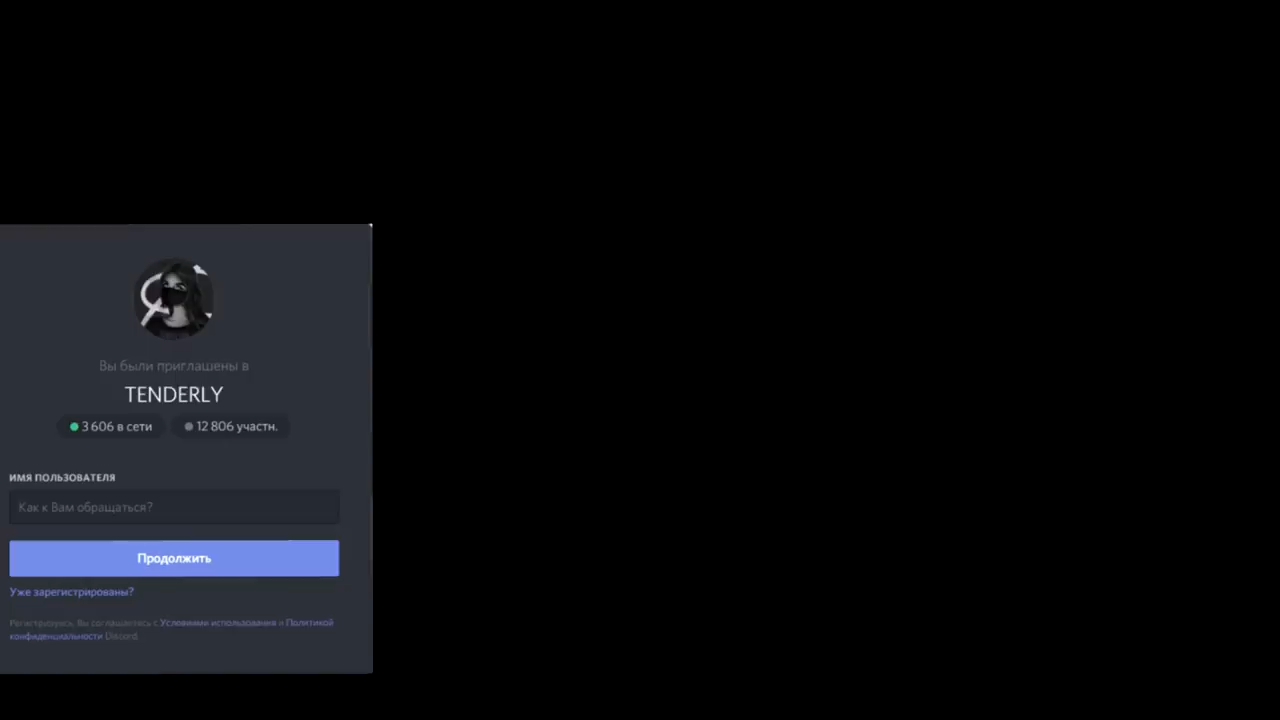 Вы были приглашены в
TENDERLY
3 606 в сети
12 806 участн.
ИМЯ ПОЛЬЗОВАТЕЛЯ
Как к Вам обращаться?
Продолжить
Уже зарегистрированы?
Регистрируясь, Вы соглашаетесь с Условиями использования и Политикой
конфиденциальности Discord.